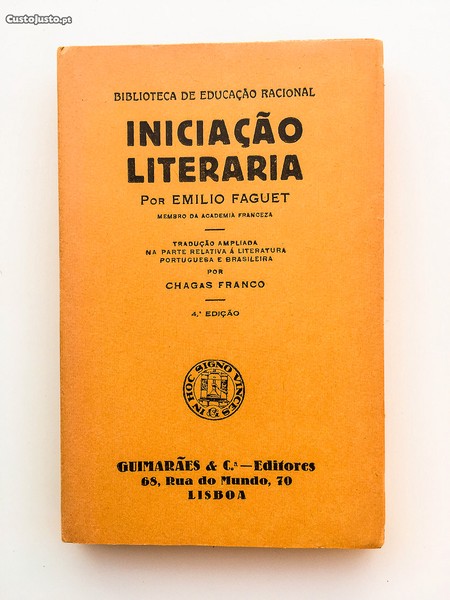 CustoJusto.pt
BIBLIOTECA DE EDUCAÇÃO RACIONAL
INICIAÇÃO
LITERARIA
POR EMILIO FAGUET
MEMBRO DA ACADEMIA FRANCEZA
TRADUÇÃO AMPLIADA
NA PARTE RELATIVA Á LITERATURA
PORTUGUESA E BRASILEIRA
POR
CHAGAS FRANCO
4.ª EDIÇÃO
IN HOC SIGNO VINCES
GUIMARÃES & C.ª—Editores
68, Rua do Mundo, 70
LISBOA